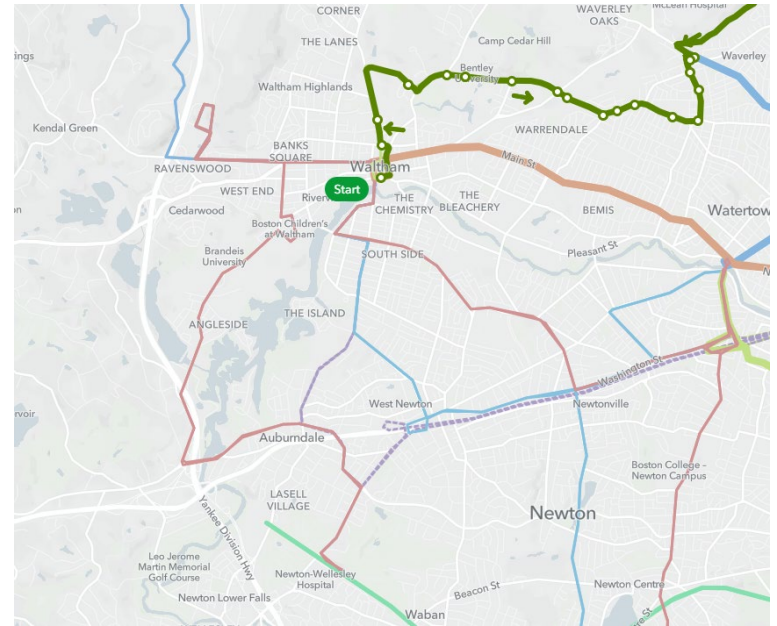 CORNER
WAVERLEY
OAKS
McLean Hospital
THE LANES
Camp Cedar Hill
Waverley
Bentley
University
Waltham Highlands
Kendal Green
WARRENDALE
BANKS
SQUARE
Main St
RAVENSWOOD
Waltham
Start
WEST END
THE
CHEMISTRY
THE
BLEACHERY
Cedarwood
BEMIS
Watertown
Boston Children's
at Waltham
Brandeis
University
SOUTH SIDE
Pleasant St
THE ISLAND
ANGLESIDE
Washington St
West Newton
Newtonville
Auburndale
Boston College -
Newton Campus
LASELL
VILLAGE
Yankee Division Hwy
Newton
Leo Jerome
Martin Memorial
Golf Course
Newton-Wellesley
Hospital
Beacon St
Newton Centre
Newton Lower Falls
Waban